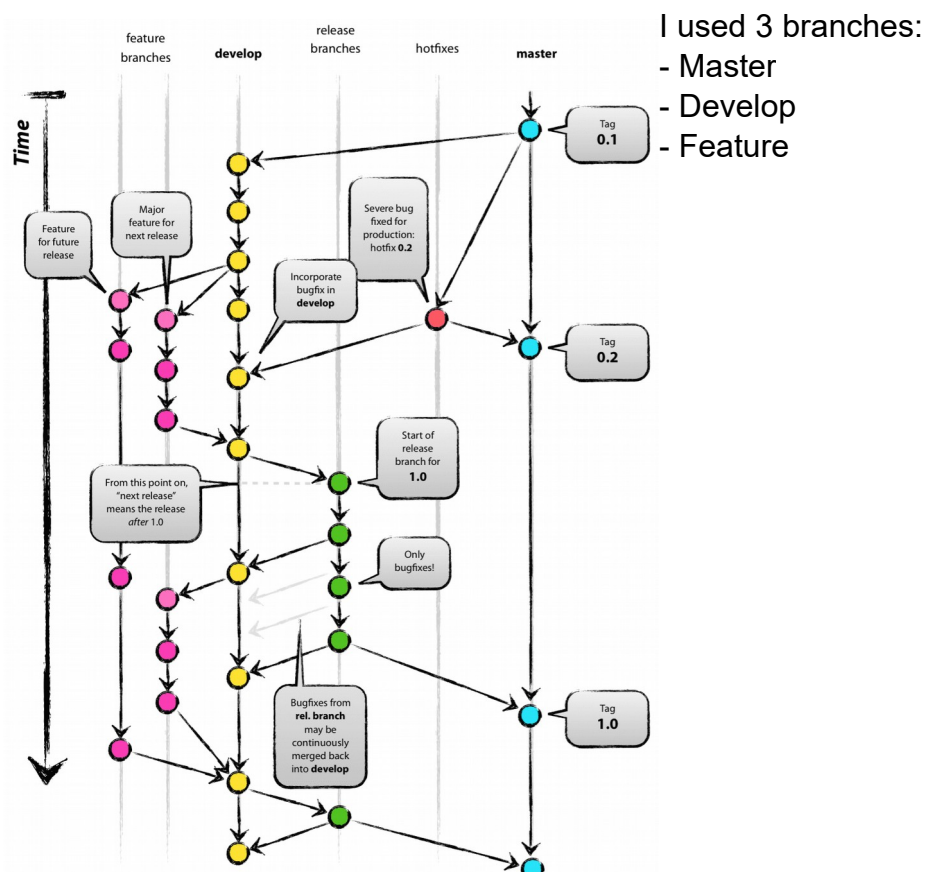 feature
branches
develop
release
branches
hotfixes
master
I used 3 branches:
- Master
- Develop
- Feature
Time
Tag
0.1
Major
feature for
next release
Severe bug
fixed for
production:
hotfix 0.2
Feature
for future
release
Incorporate
bugfix in
develop
Tag
0.2
Start of
release
branch for
1.0
From this point on,
“next release”
means the release
after 1.0
Only
bugfixes!
Bugfixes from
rel. branch
may be
continuously
merged back
into develop
Tag
1.0